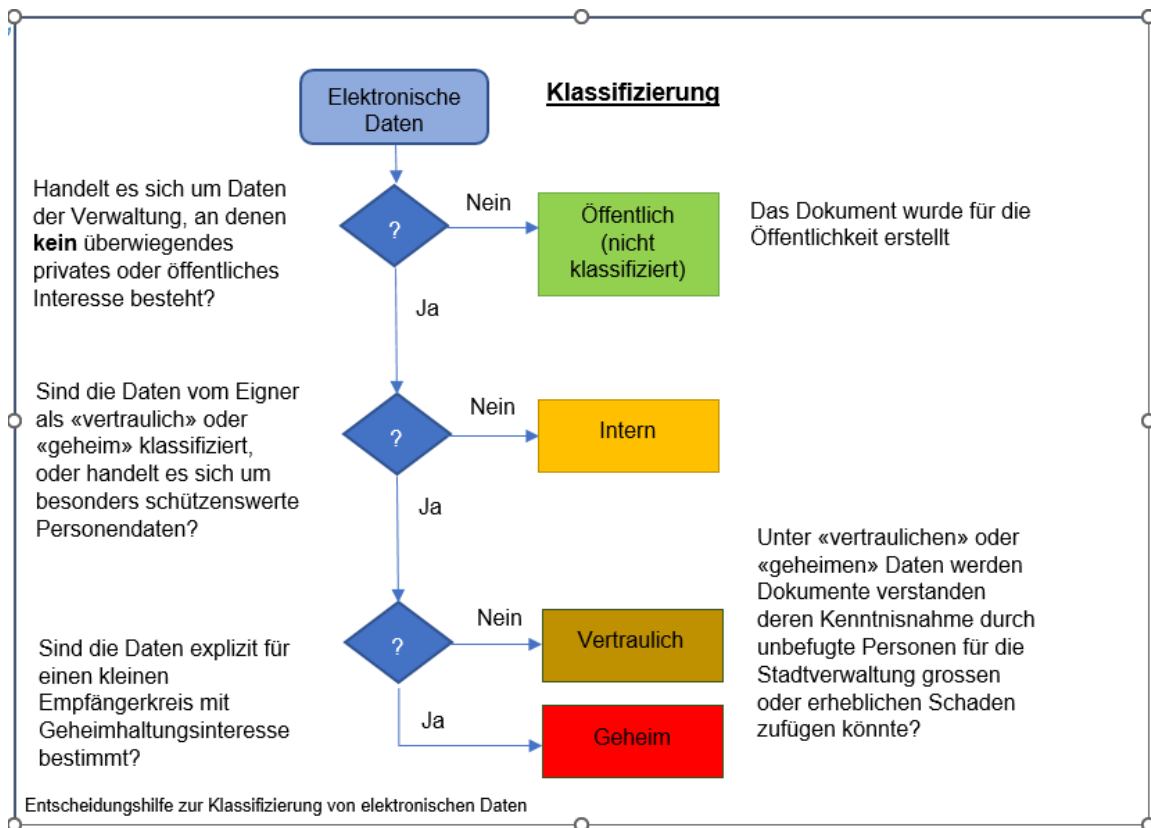 Elektronische
Daten
Klassifizierung
Handelt es sich um Daten
der Verwaltung, an denen
kein überwiegendes
privates oder öffentliches
Interesse besteht?
?
Nein
Öffentlich
(nicht
klassifiziert)
Das Dokument wurde für die
Öffentlichkeit erstellt
Ja
Sind die Daten vom Eigner
als «vertraulich» oder
«geheim» klassifiziert,
oder handelt es sich um
besonders schützenswerte
Personendaten?
?
Nein
Intern
Ja
Unter «vertraulichen» oder
«geheimen» Daten werden
Dokumente verstanden
deren Kenntnisnahme durch
unbefugte Personen für die
Stadtverwaltung grossen
oder erheblichen Schaden
zufügen könnte?
Sind die Daten explizit für
einen kleinen
Empfängerkreis mit
Geheimhaltungsinteresse
bestimmt?
?
Nein
Vertraulich
Ja
Geheim
Entscheidungshilfe zur Klassifizierung von elektronischen Daten